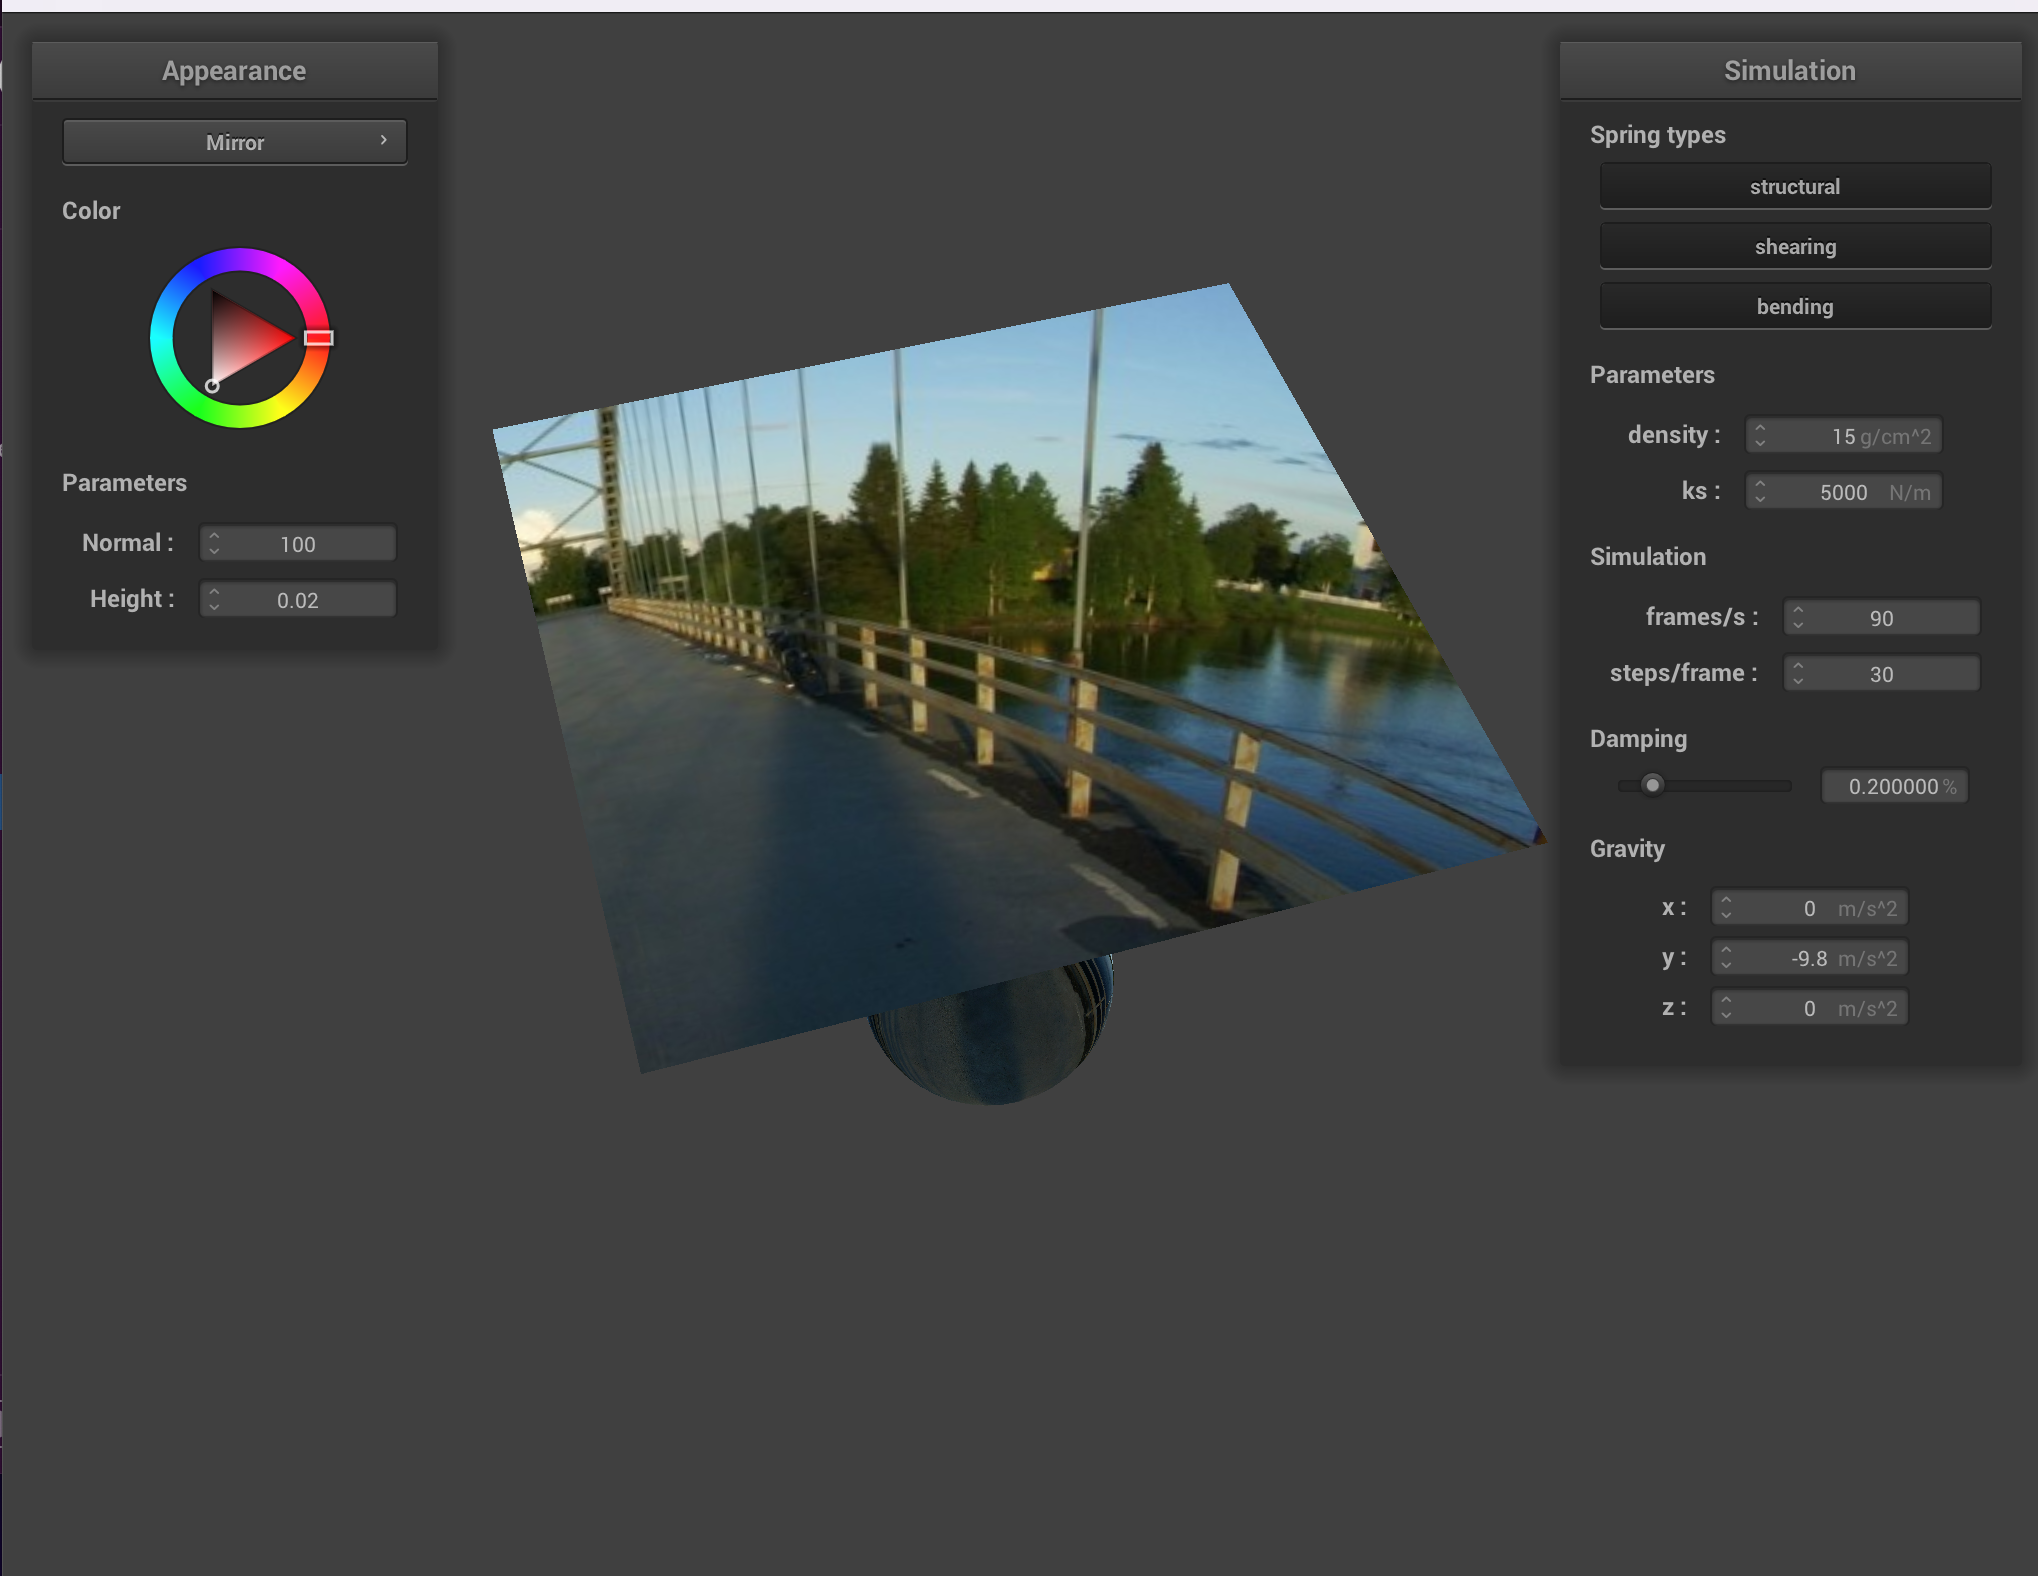 Appearance
Mirror
Color
Parameters
Normal : 100
Height : 0.02
Simulation
Spring types
structural
shearing
bending
Parameters
density : 15 g/cm^2
ks : 5000 N/m
Simulation
frames/s : 90
steps/frame : 30
Damping
0.200000 %
Gravity
x : 0 m/s^2
y : -9.8 m/s^2
z : 0 m/s^2